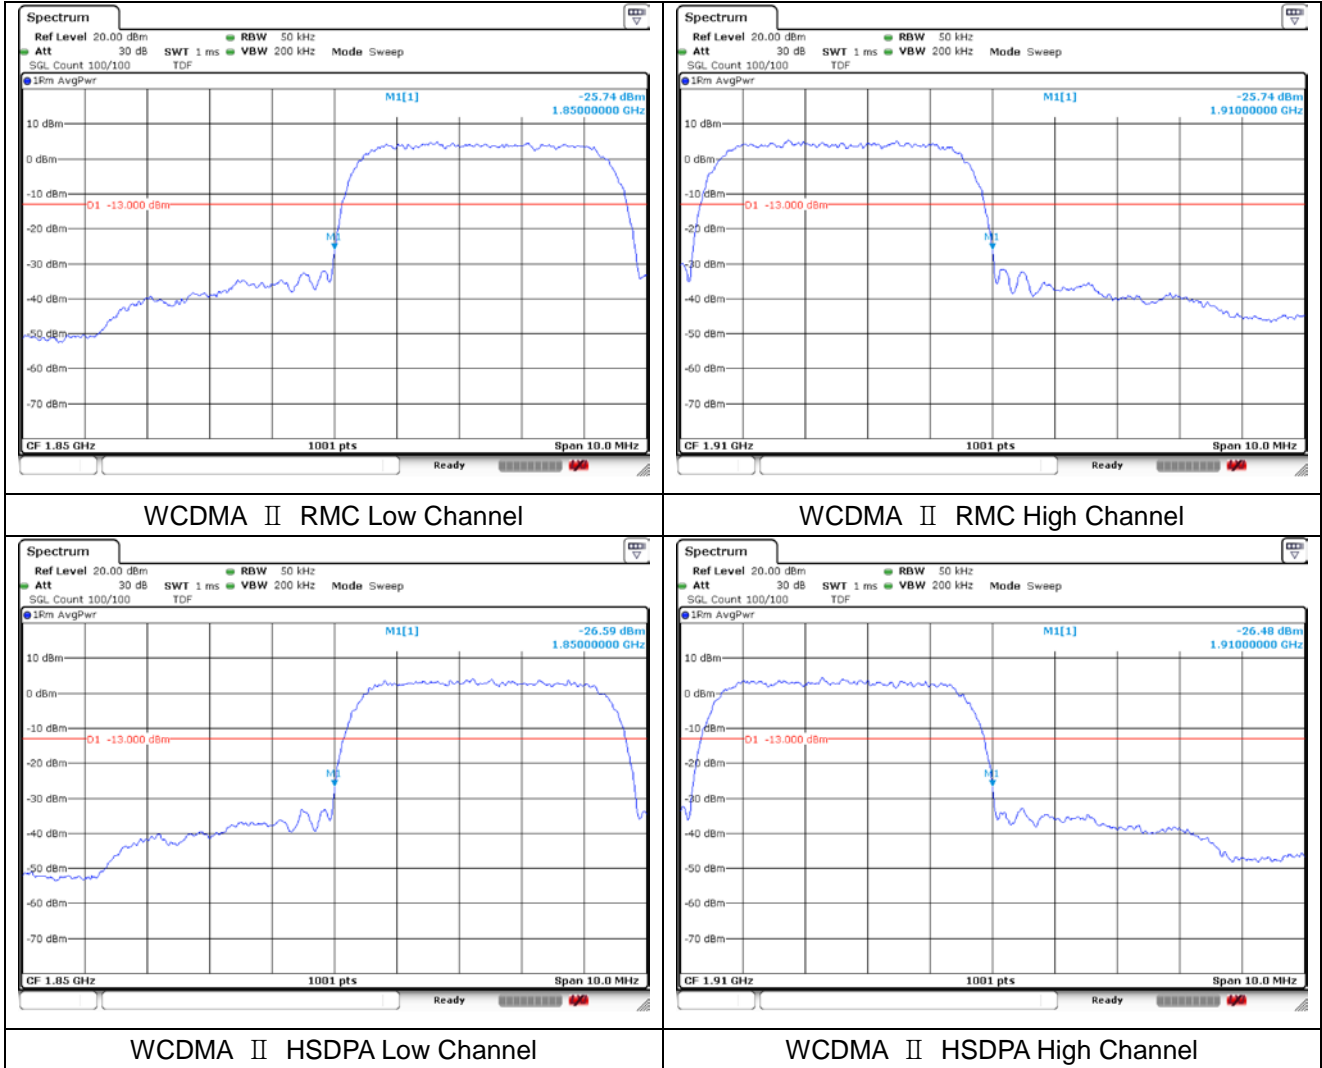 Spectrum
Ref Level 20.00 dBm RBW 50 kHz
Att 30 dB SWT 1 ms VBW 200 kHz Mode Sweep
SGL Count 100/100 TDF
1Rm AvgPwr
M1[1] -25.74 dBm
1.85000000 GHz
10 dBm
0 dBm
-10 dBm
D1 -13.000 dBm
-20 dBm
M1
-30 dBm
-40 dBm
-50 dBm
-60 dBm
-70 dBm
CF 1.85 GHz 1001 pts Span 10.0 MHz
Ready
WCDMA Ⅱ RMC Low Channel
Spectrum
Ref Level 20.00 dBm RBW 50 kHz
Att 30 dB SWT 1 ms VBW 200 kHz Mode Sweep
SGL Count 100/100 TDF
1Rm AvgPwr
M1[1] -25.74 dBm
1.91000000 GHz
10 dBm
0 dBm
-10 dBm
D1 -13.000 dBm
-20 dBm
M1
-30 dBm
-40 dBm
-50 dBm
-60 dBm
-70 dBm
CF 1.91 GHz 1001 pts Span 10.0 MHz
Ready
WCDMA Ⅱ RMC High Channel
Spectrum
Ref Level 20.00 dBm RBW 50 kHz
Att 30 dB SWT 1 ms VBW 200 kHz Mode Sweep
SGL Count 100/100 TDF
1Rm AvgPwr
M1[1] -26.59 dBm
1.85000000 GHz
10 dBm
0 dBm
-10 dBm
D1 -13.000 dBm
-20 dBm
M1
-30 dBm
-40 dBm
-50 dBm
-60 dBm
-70 dBm
CF 1.85 GHz 1001 pts Span 10.0 MHz
Ready
WCDMA Ⅱ HSDPA Low Channel
Spectrum
Ref Level 20.00 dBm RBW 50 kHz
Att 30 dB SWT 1 ms VBW 200 kHz Mode Sweep
SGL Count 100/100 TDF
1Rm AvgPwr
M1[1] -26.48 dBm
1.91000000 GHz
10 dBm
0 dBm
-10 dBm
D1 -13.000 dBm
-20 dBm
M1
-30 dBm
-40 dBm
-50 dBm
-60 dBm
-70 dBm
CF 1.91 GHz 1001 pts Span 10.0 MHz
Ready
WCDMA Ⅱ HSDPA High Channel